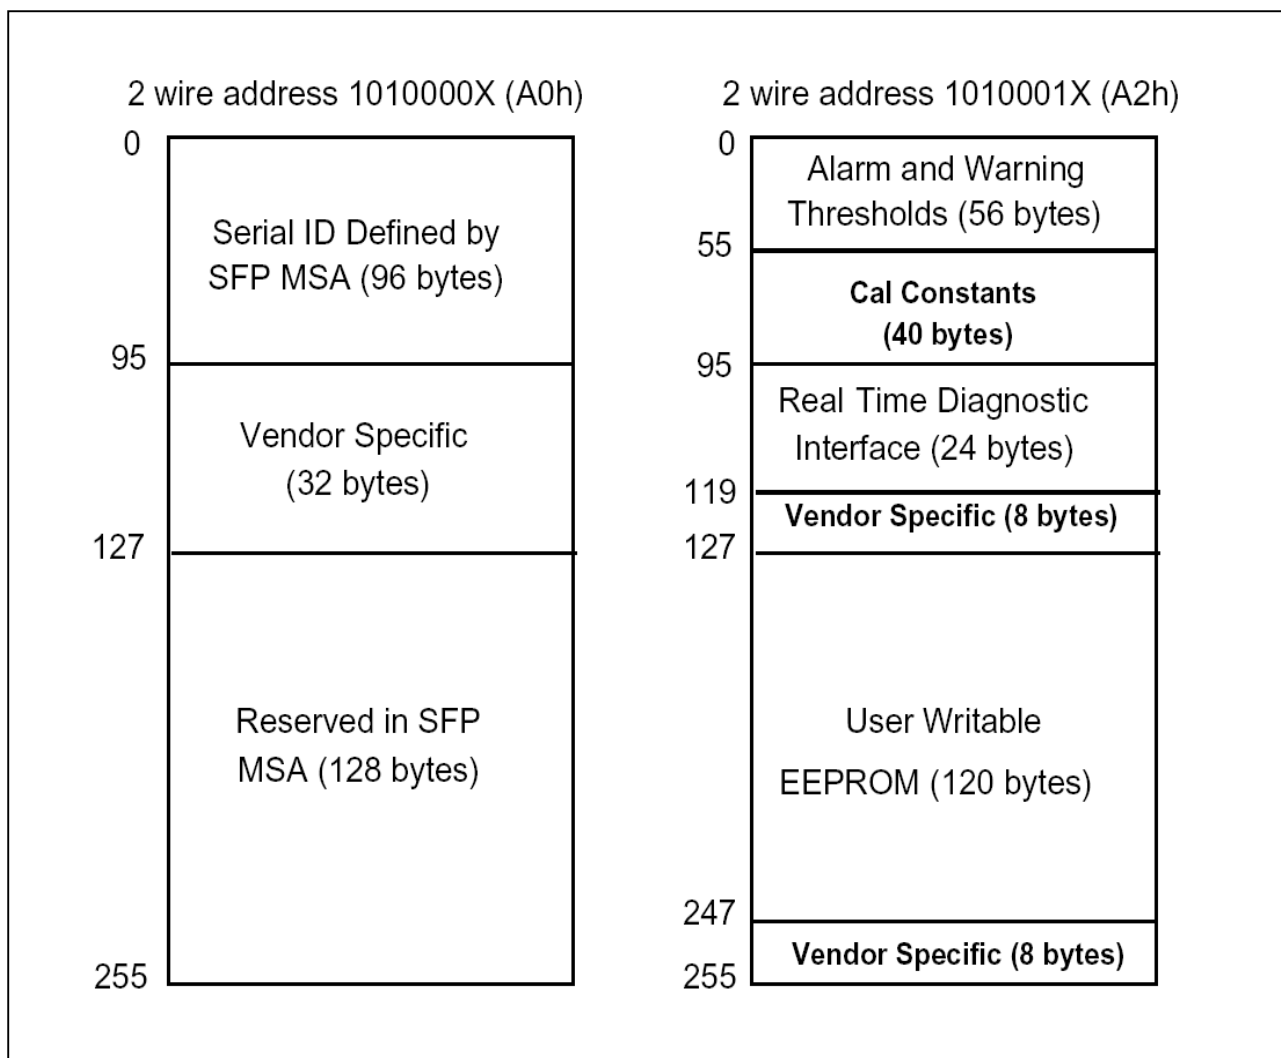 2 wire address 1010000X (A0h)
0
Serial ID Defined by
SFP MSA (96 bytes)
95
Vendor Specific
(32 bytes)
127
Reserved in SFP
MSA (128 bytes)
255
2 wire address 1010001X (A2h)
0
Alarm and Warning
Thresholds (56 bytes)
55
Cal Constants
(40 bytes)
95
Real Time Diagnostic
Interface (24 bytes)
119
Vendor Specific (8 bytes)
127
User Writable
EEPROM (120 bytes)
247
Vendor Specific (8 bytes)
255